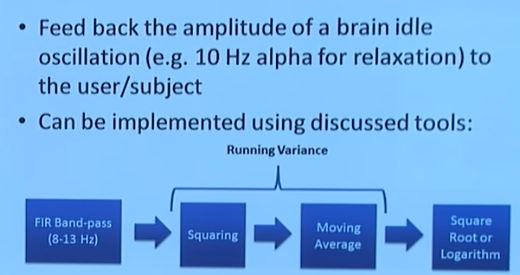 • Feed back the amplitude of a brain idle
oscillation (e.g. 10 Hz alpha for relaxation) to
the user/subject
• Can be implemented using discussed tools:
Running Variance
FIR Band-pass
(8-13 Hz)
Squaring
Moving
Average
Square
Root or
Logarithm